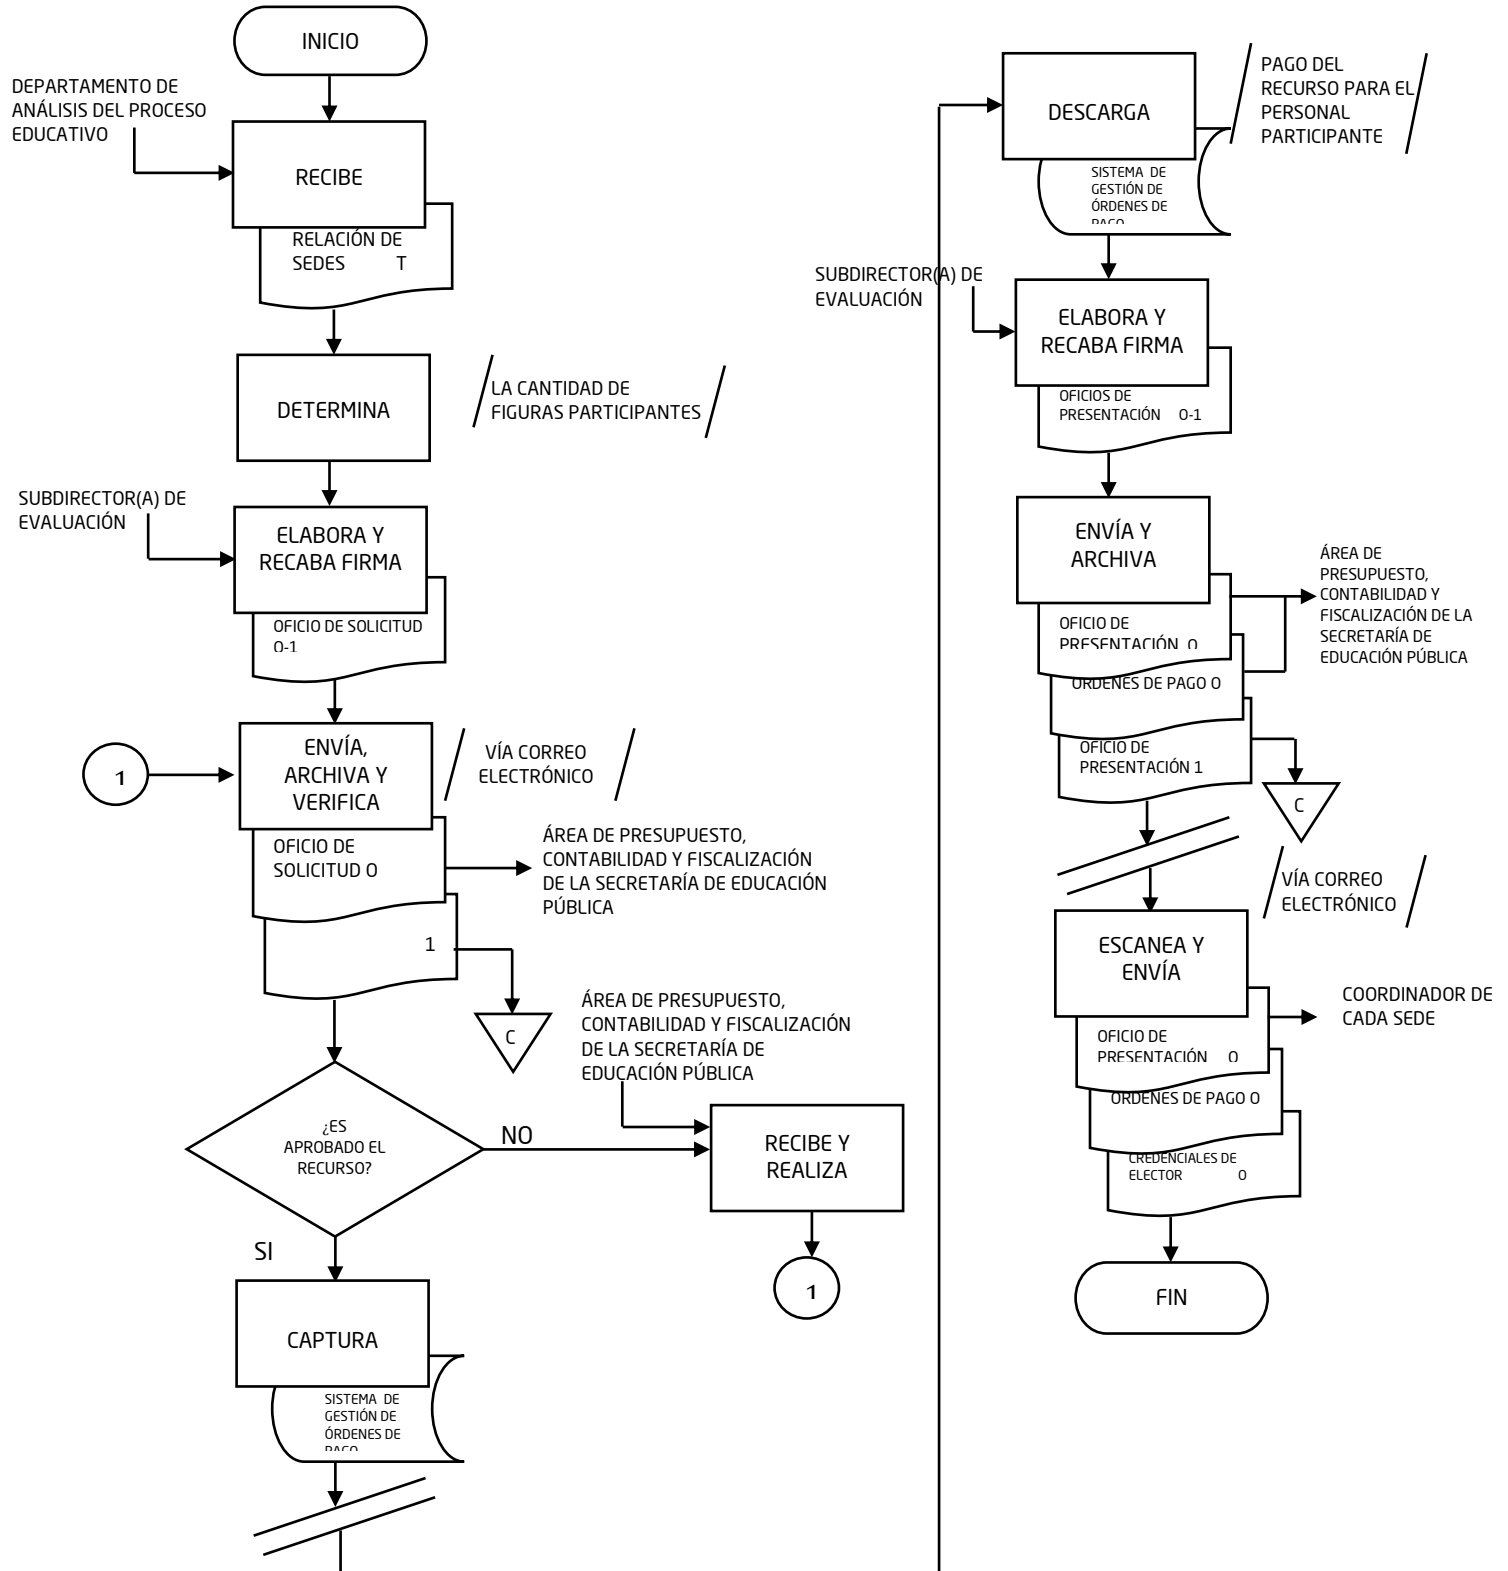 INICIO
DEPARTAMENTO DE
ANÁLISIS DEL PROCESO
EDUCATIVO
RECIBE
RELACIÓN DE
SEDES T
DETERMINA
LA CANTIDAD DE
FIGURAS PARTICIPANTES
SUBDIRECTOR(A) DE
EVALUACIÓN
ELABORA Y
RECABA FIRMA
OFICIO DE SOLICITUD
O-1
1
ENVÍA,
ARCHIVA Y
VERIFICA
VÍA CORREO
ELECTRÓNICO
OFICIO DE
SOLICITUD O
ÁREA DE PRESUPUESTO,
CONTABILIDAD Y FISCALIZACIÓN
DE LA SECRETARÍA DE EDUCACIÓN
PÚBLICA
1
C
ÁREA DE PRESUPUESTO,
CONTABILIDAD Y FISCALIZACIÓN
DE LA SECRETARÍA DE
EDUCACIÓN PÚBLICA
¿ES
APROBADO EL
RECURSO?
NO
RECIBE Y
REALIZA
1
SI
CAPTURA
SISTEMA DE
GESTIÓN DE
ÓRDENES DE
PAGO
DESCARGA
PAGO DEL
RECURSO PARA EL
PERSONAL
PARTICIPANTE
SISTEMA DE
GESTIÓN DE
ÓRDENES DE
PAGO
SUBDIRECTOR(A) DE
EVALUACIÓN
ELABORA Y
RECABA FIRMA
OFICIOS DE
PRESENTACIÓN O-1
ENVÍA Y
ARCHIVA
OFICIO DE
PRESENTACIÓN O
ÓRDENES DE PAGO O
OFICIO DE
PRESENTACIÓN 1
ÁREA DE
PRESUPUESTO,
CONTABILIDAD Y
FISCALIZACIÓN DE LA
SECRETARÍA DE
EDUCACIÓN PÚBLICA
C
VÍA CORREO
ELECTRÓNICO
ESCANEA Y
ENVÍA
OFICIO DE
PRESENTACIÓN O
ÓRDENES DE PAGO O
CREDENCIALES DE
ELECTOR O
COORDINADOR DE
CADA SEDE
FIN